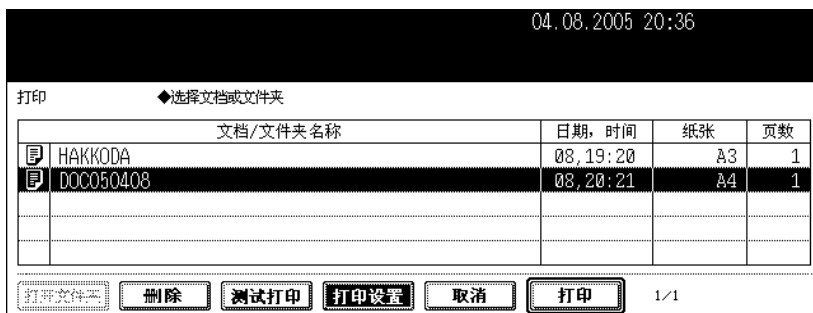 04.08.2005 20:36
打印 ◆选择文档或文件夹
文档/文件夹名称 日期，时间 纸张 页数
HAKKODA 08,19:20 A3 1
DOC050408 08,20:21 A4 1
打开文件夹 删除 测试打印 打印设置 取消 打印 1/1